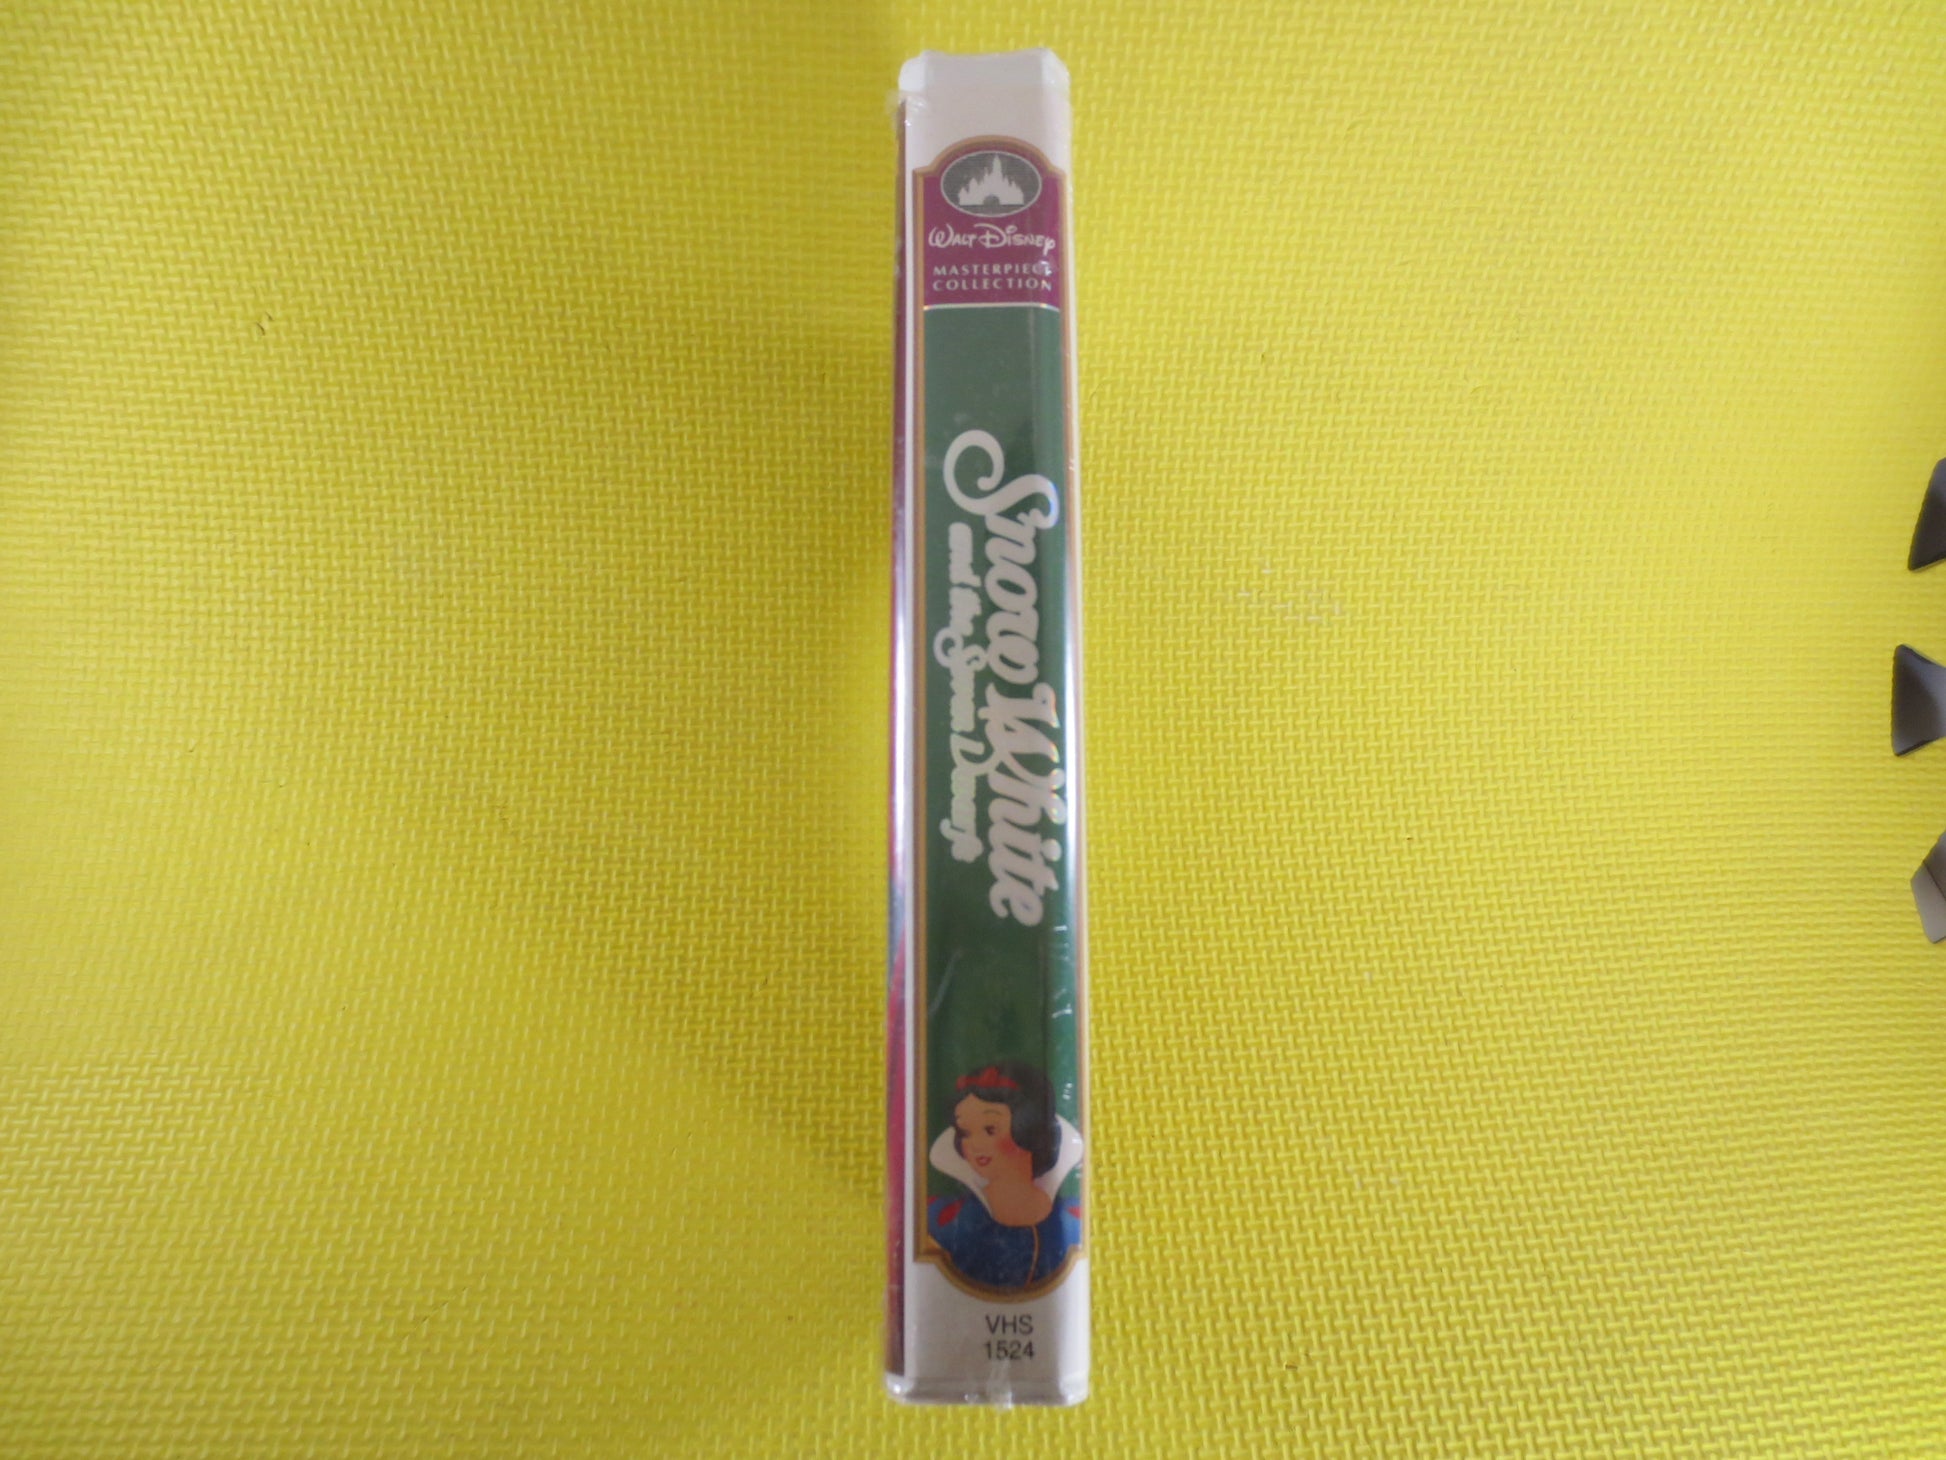 Walt Disney
MASTERPIECE
COLLECTION
Snow White
and the Seven Dwarfs
VHS
1524